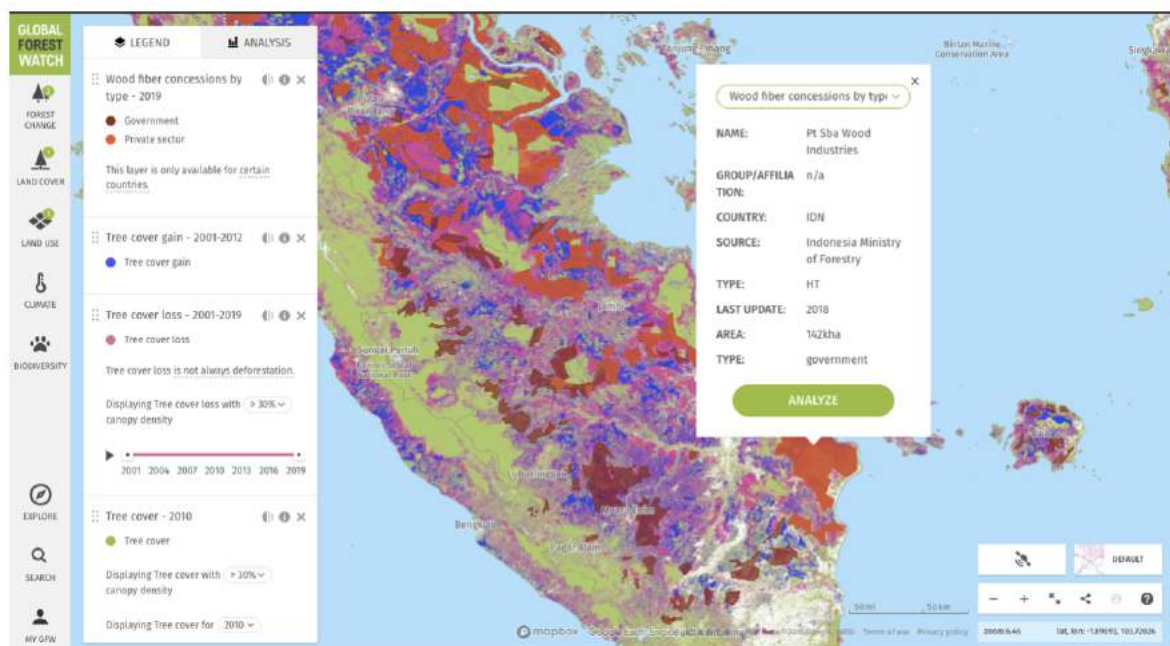 GLOBAL
FOREST
WATCH
FOREST
CHANGE
LAND COVER
LAND USE
CLIMATE
BIODIVERSITY
EXPLORE
SEARCH
MY GFW
LEGEND
ANALYSIS
Wood fiber concessions by
type - 2019
Government
Private sector
This layer is only available for certain
countries.
Tree cover gain - 2001-2012
Tree cover gain
Tree cover loss - 2001-2019
Tree cover loss
Tree cover loss is not always deforestation.
Displaying Tree cover loss with > 30%
canopy density
2001 2004 2007 2010 2013 2016 2019
Tree cover - 2010
Tree cover
Displaying Tree cover with > 30%
canopy density
Displaying Tree cover for 2010
Tanjung Pinang
Bintan Marine
Conservation Area
Jambi
Sungai Penuh
Lubuklinggau
Muara Enim
Bengkulu
Pagar Alam
Wood fiber concessions by type
NAME: Pt Sba Wood
Industries
GROUP/AFFILIA
TION: n/a
COUNTRY: IDN
SOURCE: Indonesia Ministry
of Forestry
TYPE: HT
LAST UPDATE: 2018
AREA: 142kha
TYPE: government
ANALYZE
DEFAULT
50 mi
50 km
mapbox
Terms of use Privacy policy